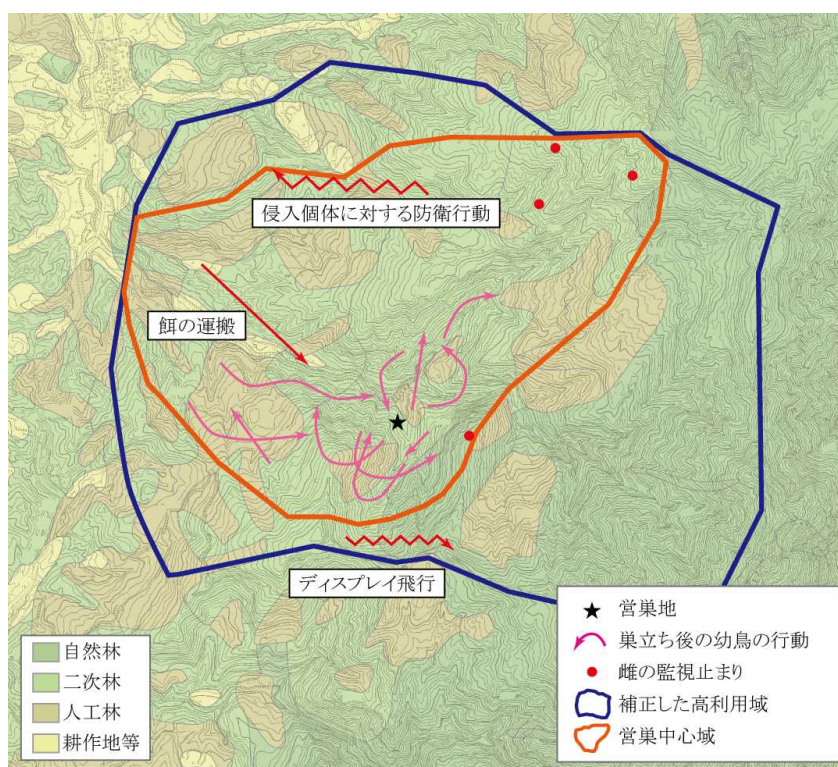 侵入個体に対する防衛行動
餌の運搬
ディスプレイ飛行
自然林
二次林
人工林
耕作地等
営巣地
巣立ち後の幼鳥の行動
雌の監視止まり
補正した高利用域
営巣中心域